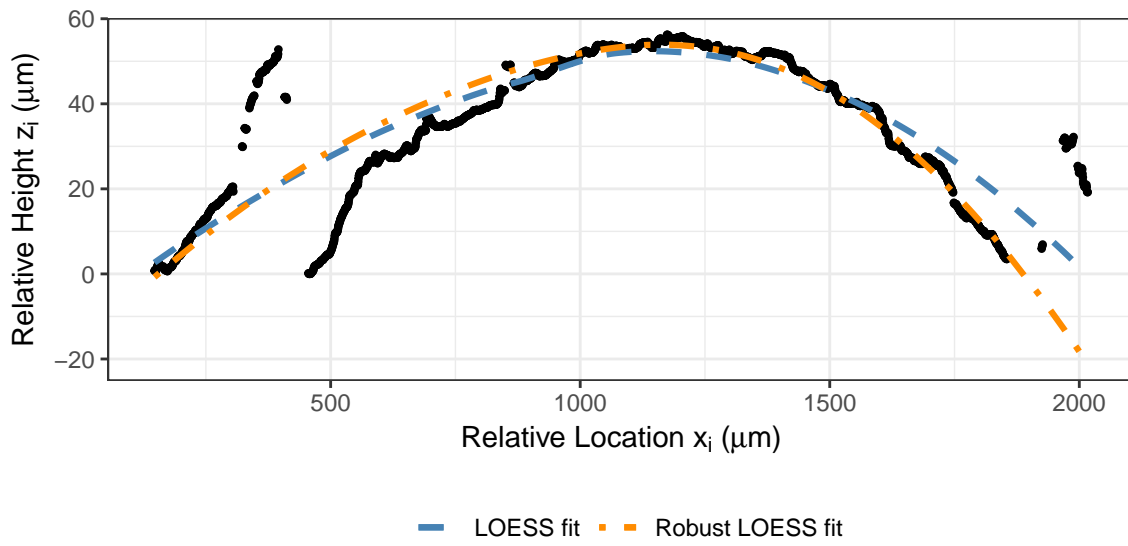 60
40
20
0
−20
Relative Height zᵢ (μm)
500 1000 1500 2000
Relative Location xᵢ (μm)
LOESS fit Robust LOESS fit